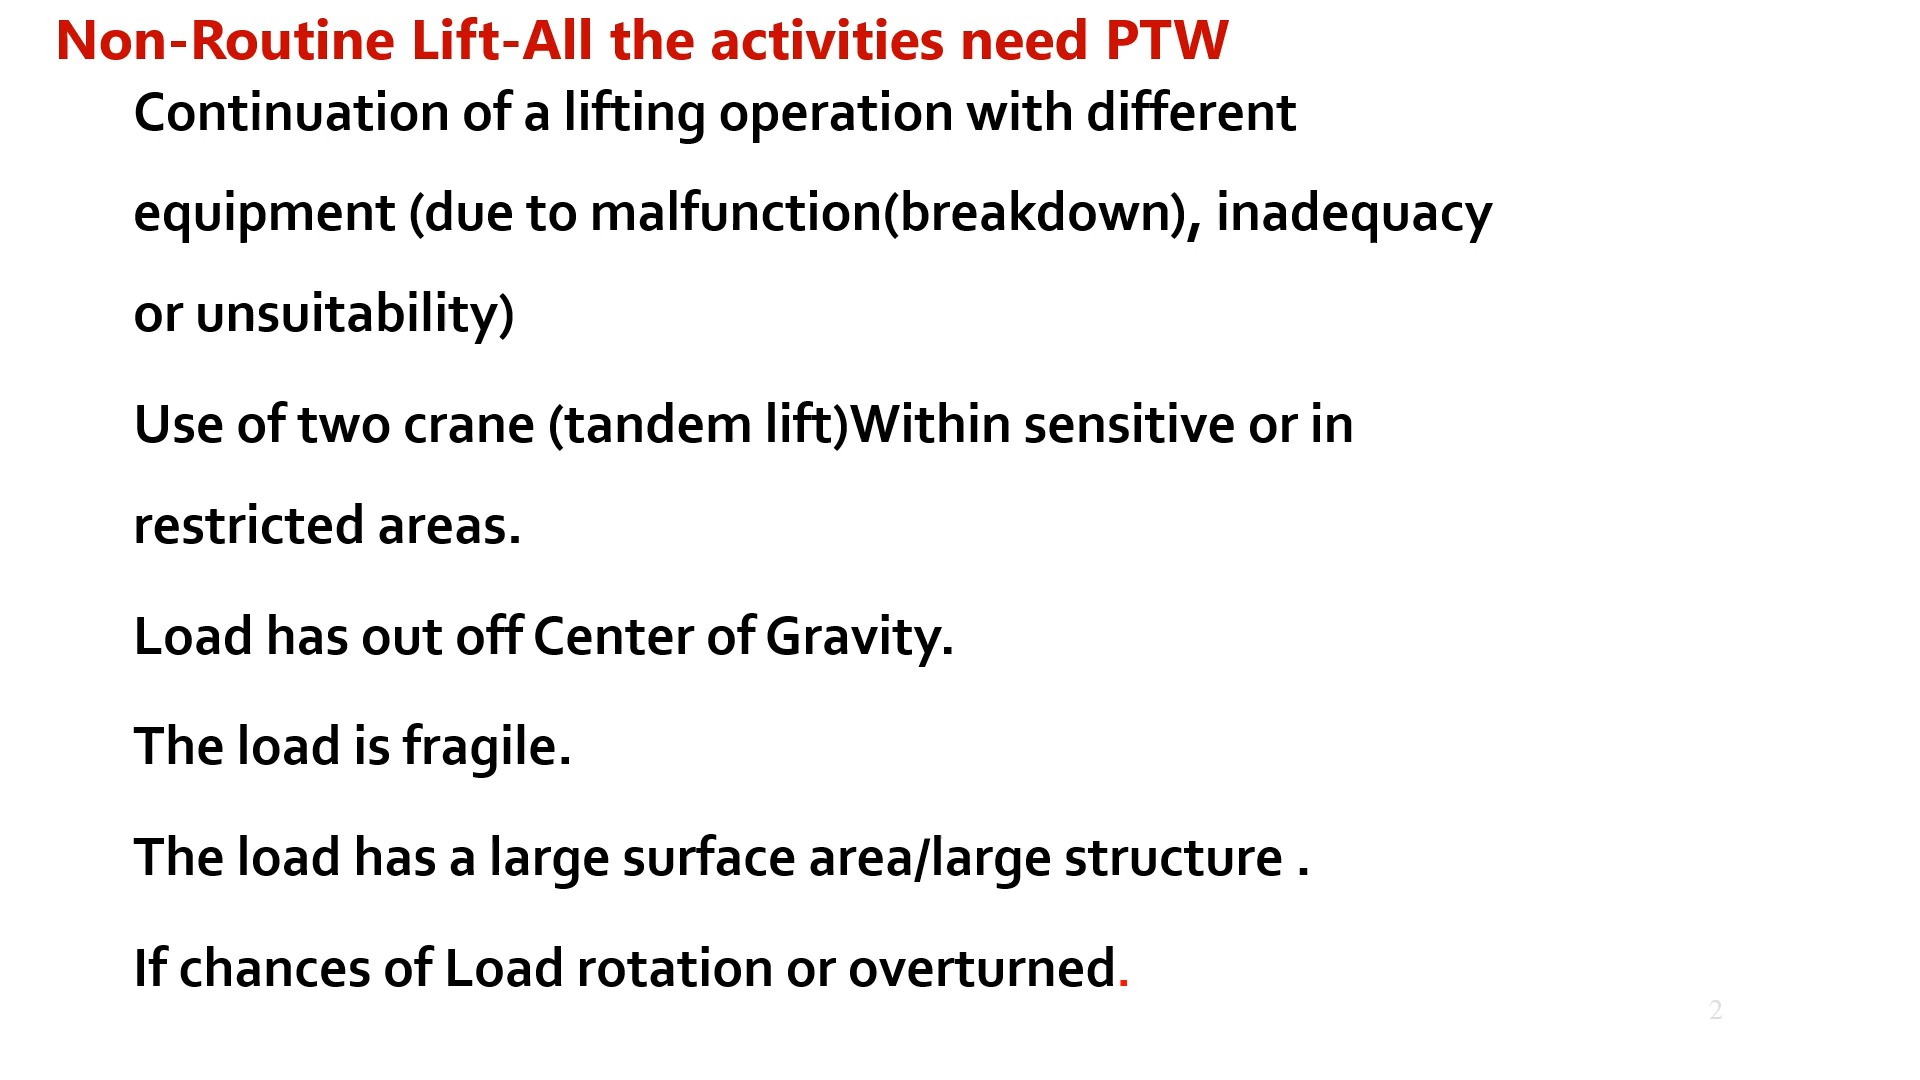 Non-Routine Lift-All the activities need PTW
Continuation of a lifting operation with different
equipment (due to malfunction(breakdown), inadequacy
or unsuitability)
Use of two crane (tandem lift)Within sensitive or in
restricted areas.
Load has out off Center of Gravity.
The load is fragile.
The load has a large surface area/large structure .
If chances of Load rotation or overturned.
2